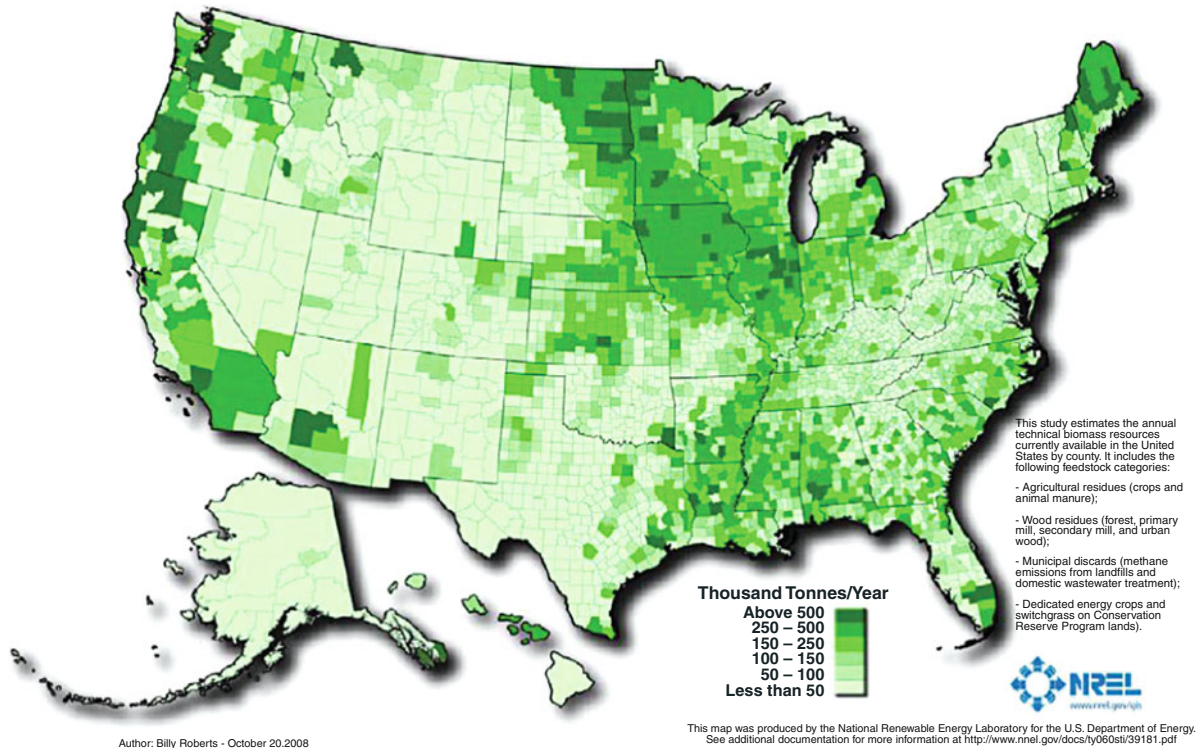 This study estimates the annual
technical biomass resources
currently available in the United
States by county. It includes the
following feedstock categories:
- Agricultural residues (crops and
animal manure);
- Wood residues (forest, primary
mill, secondary mill, and urban
wood);
- Municipal discards (methane
emissions from landfills and
domestic wastewater treatment);
- Dedicated energy crops and
switchgrass on Conservation
Reserve Program lands).
Thousand Tonnes/Year
Above 500
250 – 500
150 – 250
100 – 150
50 – 100
Less than 50
NREL
www.nrel.gov/gis
Author: Billy Roberts - October 20.2008
This map was produced by the National Renewable Energy Laboratory for the U.S. Department of Energy.
See additional documentation for more information at http://www.nnel.gov/docs/ty060sti/39181.pdf